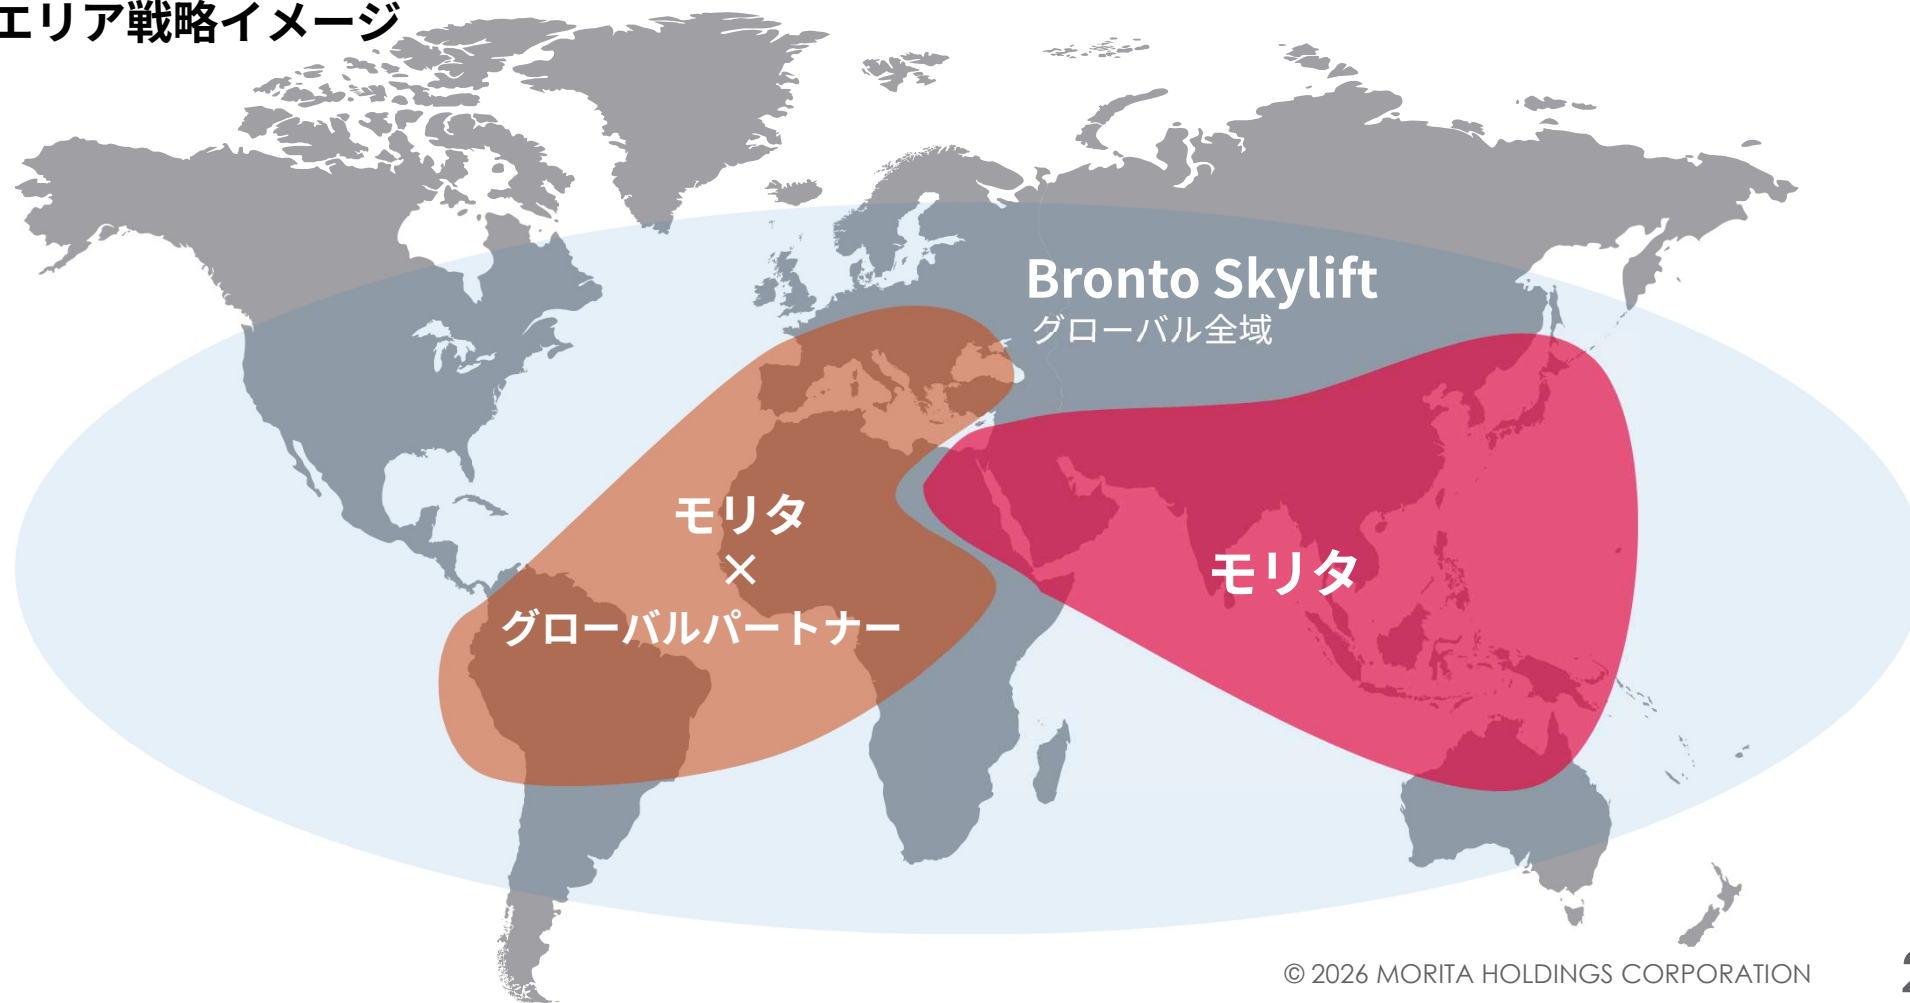 エリア戦略イメージ
Bronto Skylift
グローバル全域
モリタ
×
グローバルパートナー
モリタ
© 2026 MORITA HOLDINGS CORPORATION